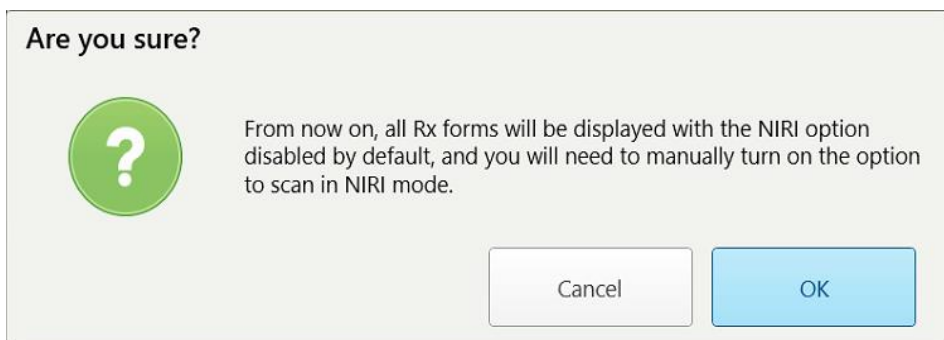 Are you sure?
?
From now on, all Rx forms will be displayed with the NIRI option
disabled by default, and you will need to manually turn on the option
to scan in NIRI mode.
Cancel
OK